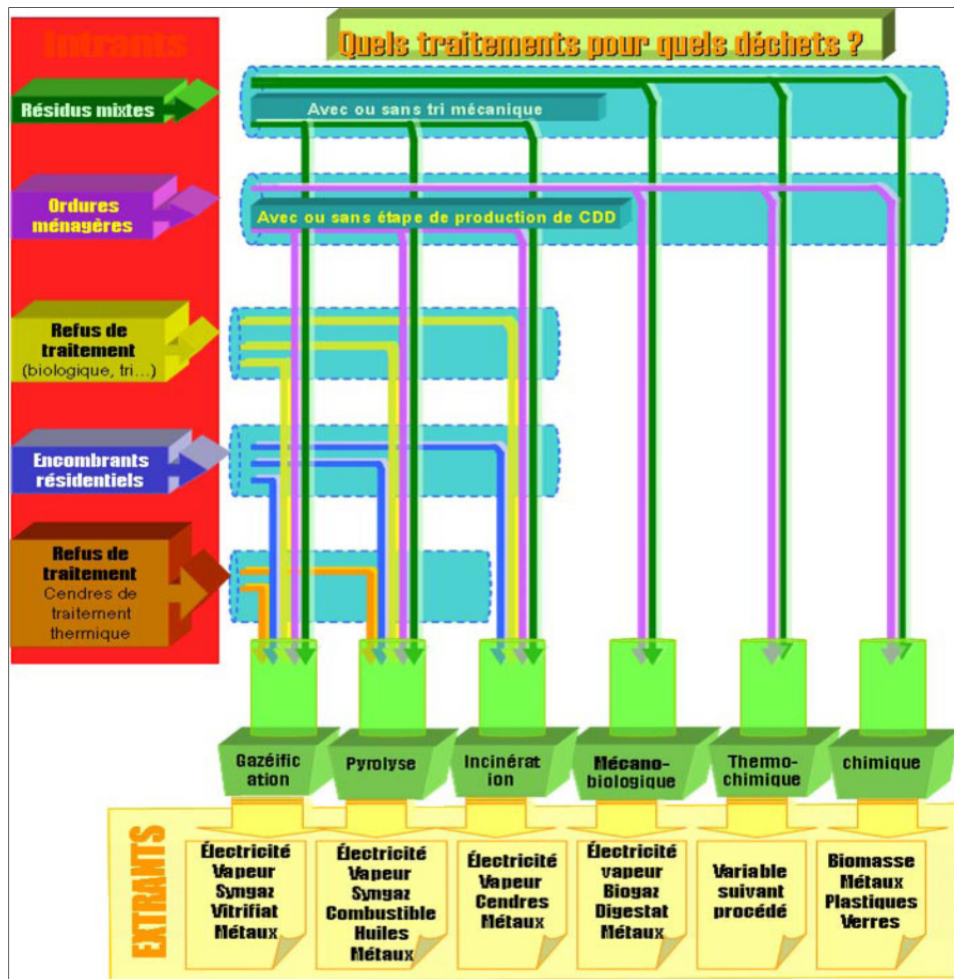 Intrants
Quels traitements pour quels déchets ?
Résidus mixtes
Avec ou sans tri mécanique
Ordures
ménagères
Avec ou sans étape de production de CDD
Refus de
traitement
(biologique, tri...)
Encombrants
résidentiels
Refus de
traitement
Cendres de
traitement
thermique
Gazéific
ation
Pyrolyse
Incinérat
ion
Mécano-
biologique
Thermo-
chimique
chimique
EXTRANTS
Électricité
Vapeur
Syngaz
Vitrifiat
Métaux
Électricité
Vapeur
Syngaz
Combustible
Huiles
Métaux
Électricité
Vapeur
Cendres
Métaux
Électricité
vapeur
Biogaz
Digestat
Métaux
Variable
suivant
procédé
Biomasse
Métaux
Plastiques
Verres